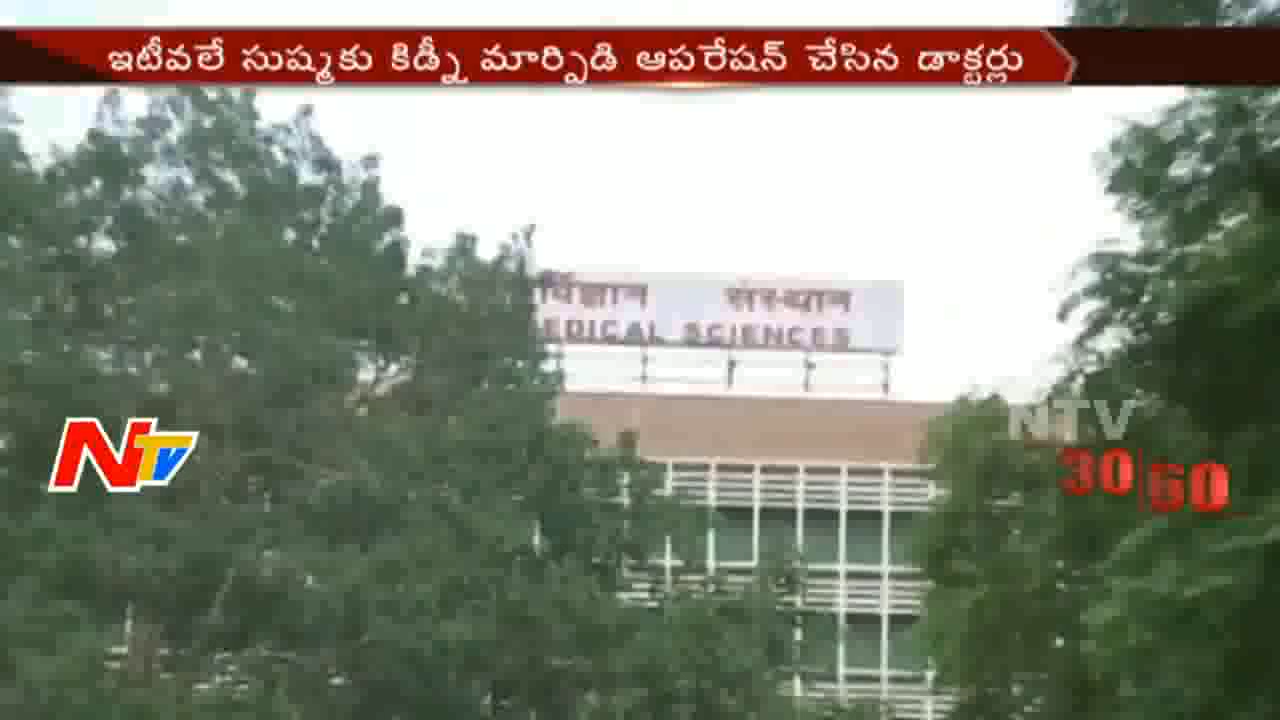 ఇటీవలే సుష్మకు కిడ్నీ మార్పిడి ఆపరేషన్ చేసిన డాక్టర్లు
विज्ञान संस्थान
EDICAL SCIENCES
NTV
NTV
30 60